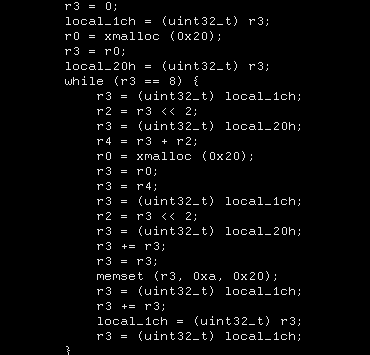 r3 = 0;
local_1ch = (uint32_t) r3;
r0 = xmalloc (0x20);
r3 = r0;
local_20h = (uint32_t) r3;
while (r3 == 8) {
r3 = (uint32_t) local_1ch;
r2 = r3 << 2;
r3 = (uint32_t) local_20h;
r4 = r3 + r2;
r0 = xmalloc (0x20);
r3 = r0;
r3 = r4;
r3 = (uint32_t) local_1ch;
r2 = r3 << 2;
r3 = (uint32_t) local_20h;
r3 += r3;
r3 = r3;
memset (r3, 0xa, 0x20);
r3 = (uint32_t) local_1ch;
r3 += r3;
local_1ch = (uint32_t) r3;
r3 = (uint32_t) local_1ch;
}